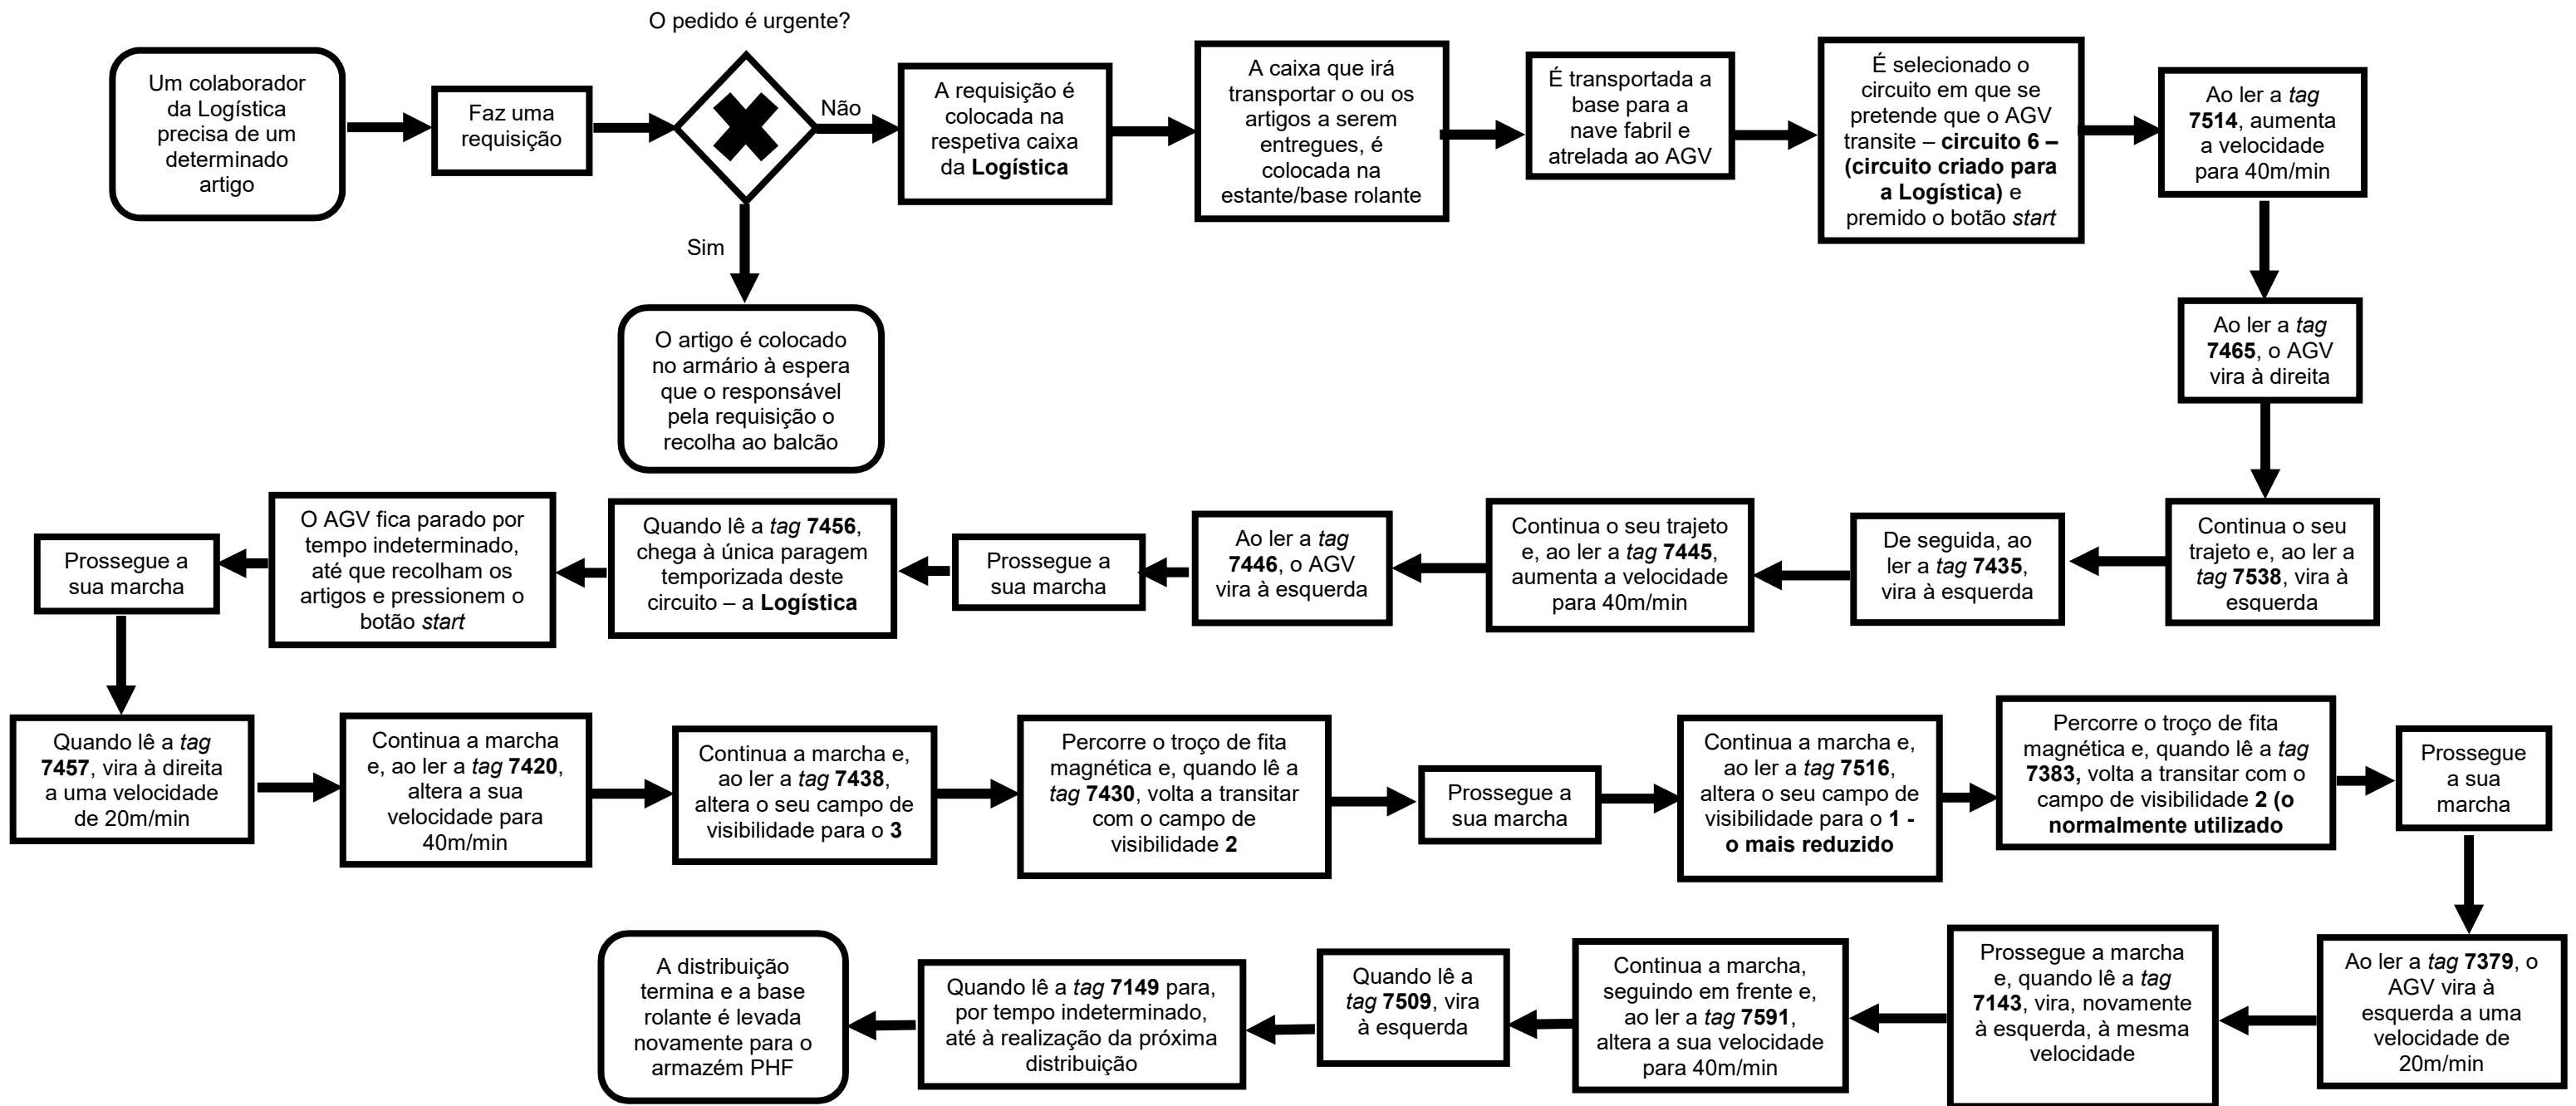 O pedido é urgente?
Um colaborador
da Logística
precisa de um
determinado
artigo
Faz uma
requisição
Não
Sim
O artigo é colocado
no armário à espera
que o responsável
pela requisição o
recolha ao balcão
A requisição é
colocada na
respetiva caixa
da Logística
A caixa que irá
transportar o ou os
artigos a serem
entregues, é
colocada na
estante/base rolante
É transportada a
base para a
nave fabril e
atrelada ao AGV
É selecionado o
circuito em que se
pretende que o AGV
transite – circuito 6 –
(circuito criado para
a Logística) e
premido o botão start
Ao ler a tag
7514, aumenta
a velocidade
para 40m/min
Ao ler a tag
7465, o AGV
vira à direita
Continua o seu
trajeto e, ao ler a
tag 7538, vira à
esquerda
De seguida, ao
ler a tag 7435,
vira à esquerda
Continua o seu trajeto
e, ao ler a tag 7445,
aumenta a velocidade
para 40m/min
Ao ler a tag
7446, o AGV
vira à esquerda
Prossegue a
sua marcha
Quando lê a tag 7456,
chega à única paragem
temporizada deste
circuito – a Logística
O AGV fica parado por
tempo indeterminado,
até que recolham os
artigos e pressionem o
botão start
Prossegue a
sua marcha
Quando lê a tag
7457, vira à direita
a uma velocidade
de 20m/min
Continua a marcha
e, ao ler a tag 7420,
altera a sua
velocidade para
40m/min
Continua a marcha e,
ao ler a tag 7438,
altera o seu campo de
visibilidade para o 3
Percorre o troço de fita
magnética e, quando lê a
tag 7430, volta a transitar
com o campo de
visibilidade 2
Prossegue a
sua marcha
Continua a marcha e,
ao ler a tag 7516,
altera o seu campo de
visibilidade para o 1 -
o mais reduzido
Percorre o troço de fita
magnética e, quando lê a tag
7383, volta a transitar com o
campo de visibilidade 2 (o
normalmente utilizado
Prossegue
a sua
marcha
Ao ler a tag 7379, o
AGV vira à
esquerda a uma
velocidade de
20m/min
Prossegue a marcha
e, quando lê a tag
7143, vira, novamente
à esquerda, à mesma
velocidade
Continua a marcha,
seguindo em frente e,
ao ler a tag 7591,
altera a sua velocidade
para 40m/min
Quando lê a
tag 7509, vira
à esquerda
Quando lê a tag 7149 para,
por tempo indeterminado,
até à realização da próxima
distribuição
A distribuição
termina e a base
rolante é levada
novamente para o
armazém PHF